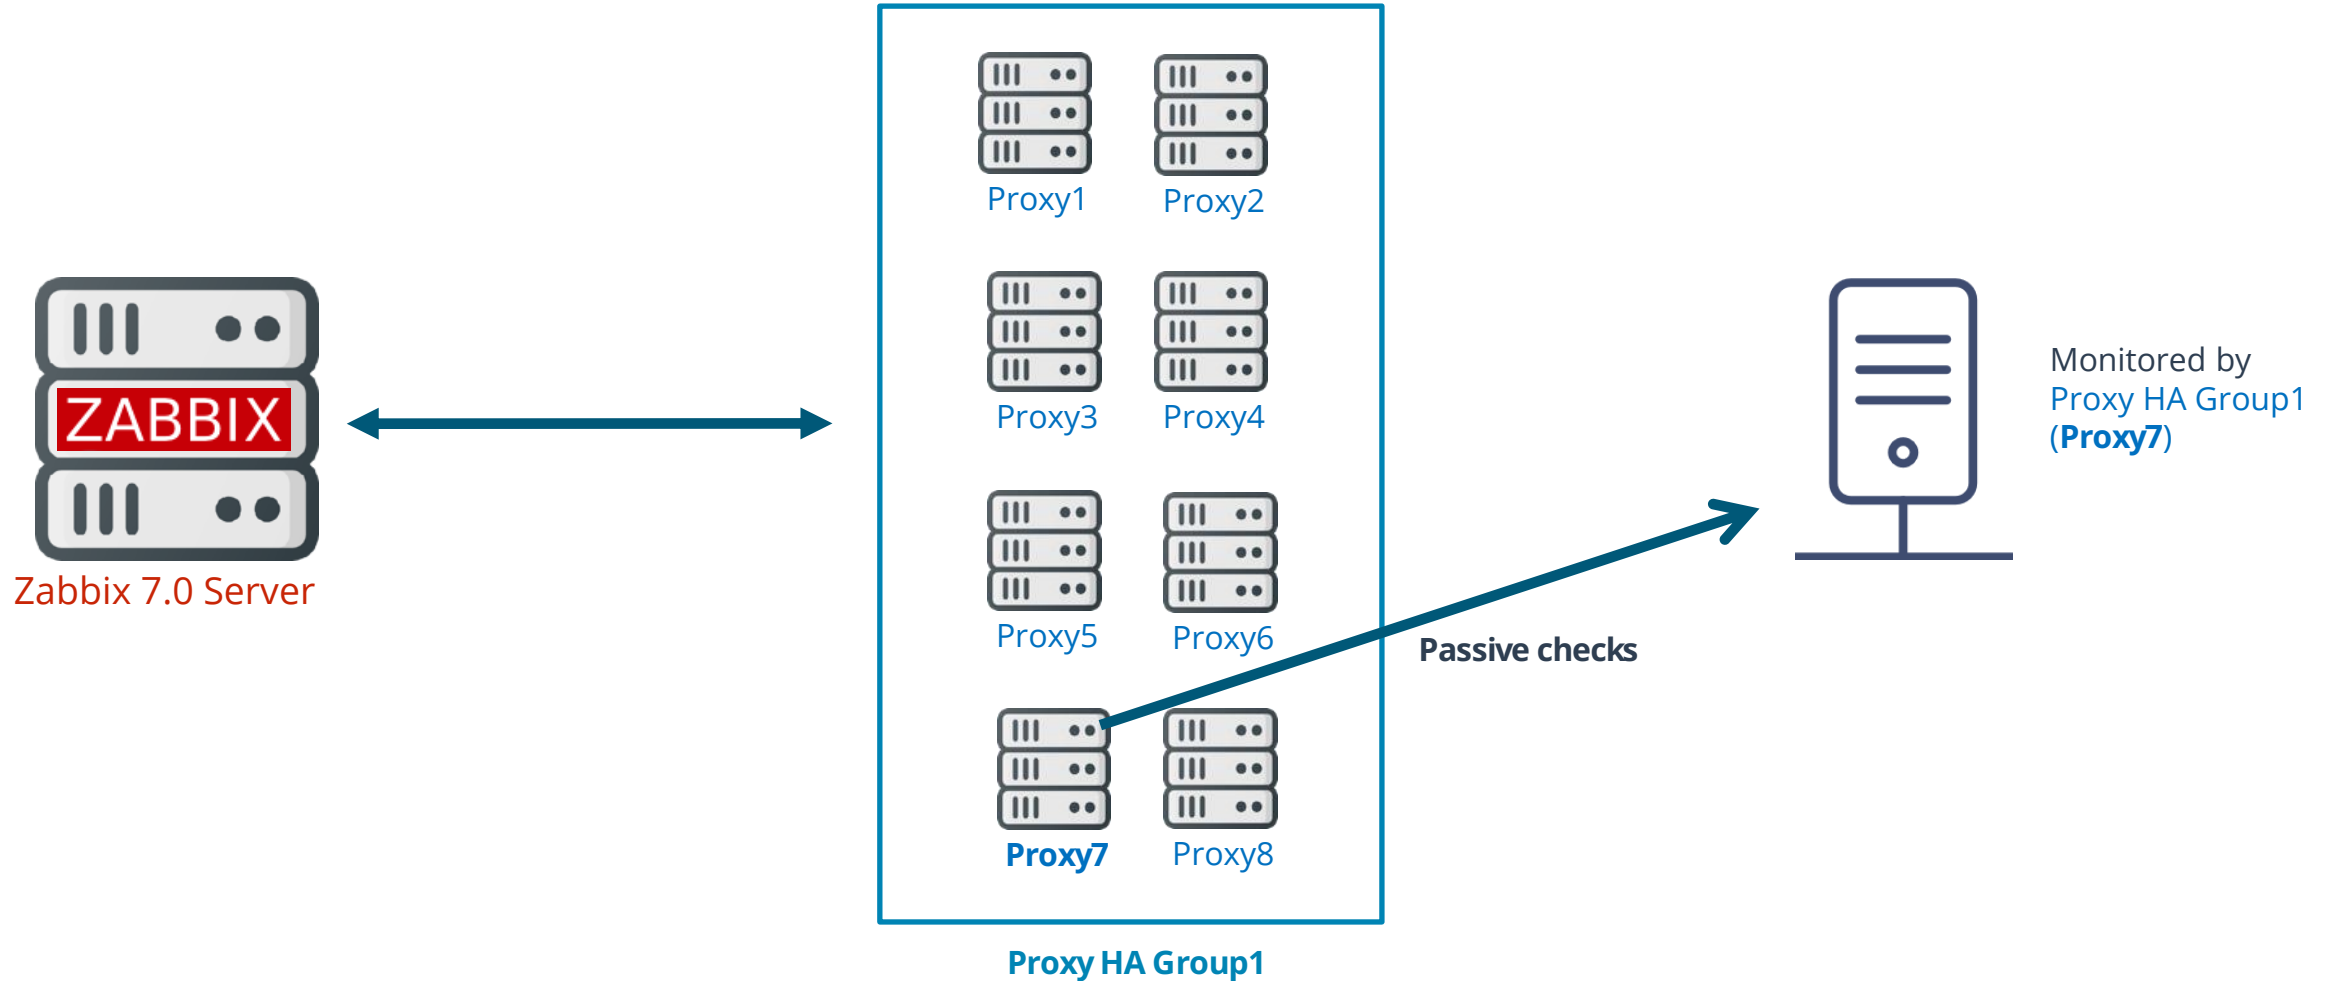 Proxy1
Proxy2
Proxy3
Proxy4
ZABBIX
Zabbix 7.0 Server
Monitored by
Proxy HA Group1
(Proxy7)
Proxy5
Proxy6
Passive checks
Proxy7
Proxy8
Proxy HA Group1